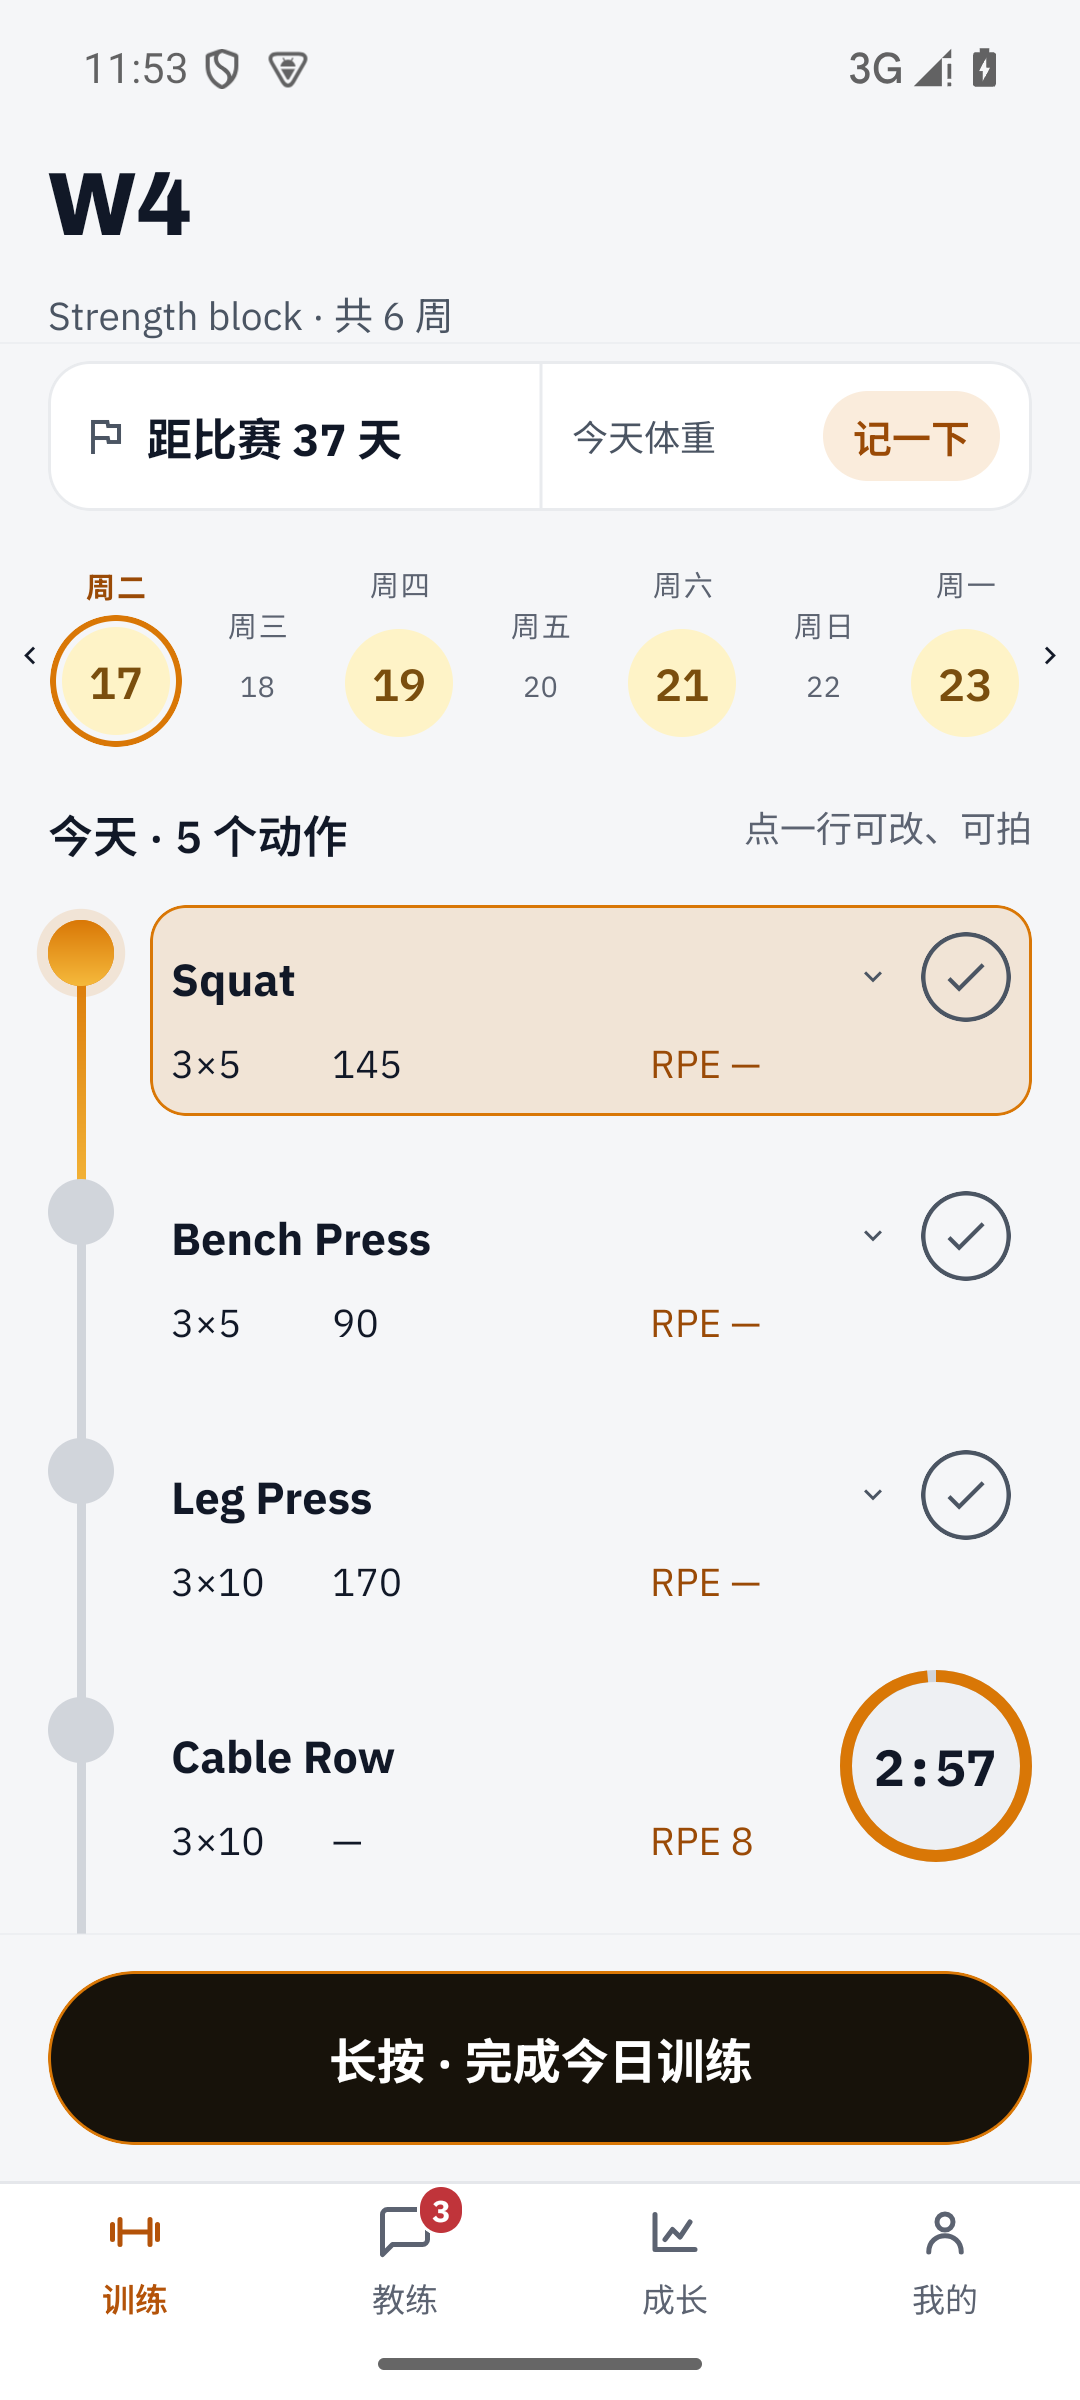 11:53
3G
W4
Strength block · 共 6 周
距比赛 37 天
今天体重
记一下
周二
周三
周四
周五
周六
周日
周一
17
18
19
20
21
22
23
今天 · 5 个动作
点一行可改、可拍
Squat
3×5 145 RPE —
Bench Press
3×5 90 RPE —
Leg Press
3×10 170 RPE —
Cable Row
3×10 — RPE 8
2:57
长按 · 完成今日训练
3
训练
教练
成长
我的